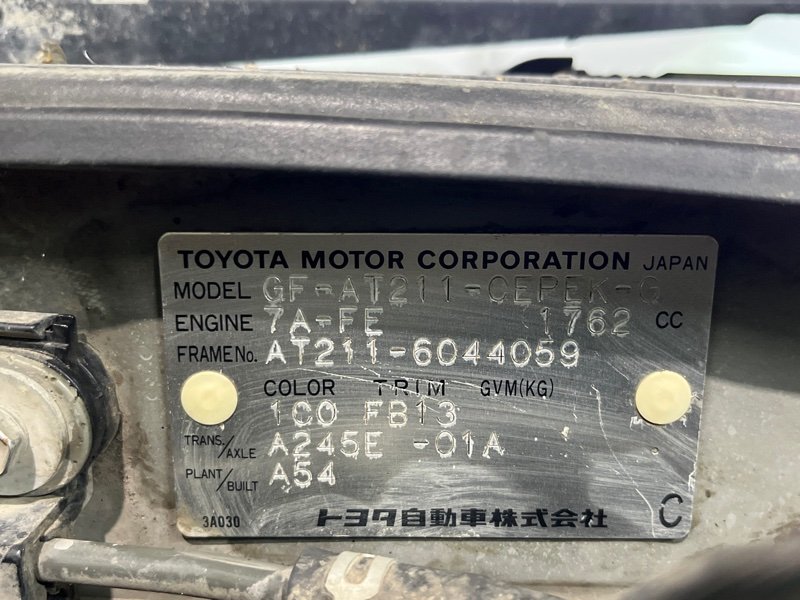 TOYOTA MOTOR CORPORATION JAPAN
MODEL GF-AT211-CEPEK-G
ENGINE 7A-FE 1762 CC
FRAME No. AT211-6044059
COLOR TRIM GVM(KG)
1C0 FB13
TRANS./AXLE A245E -01A
PLANT/BUILT A54
3A030 トヨタ自動車株式会社 C